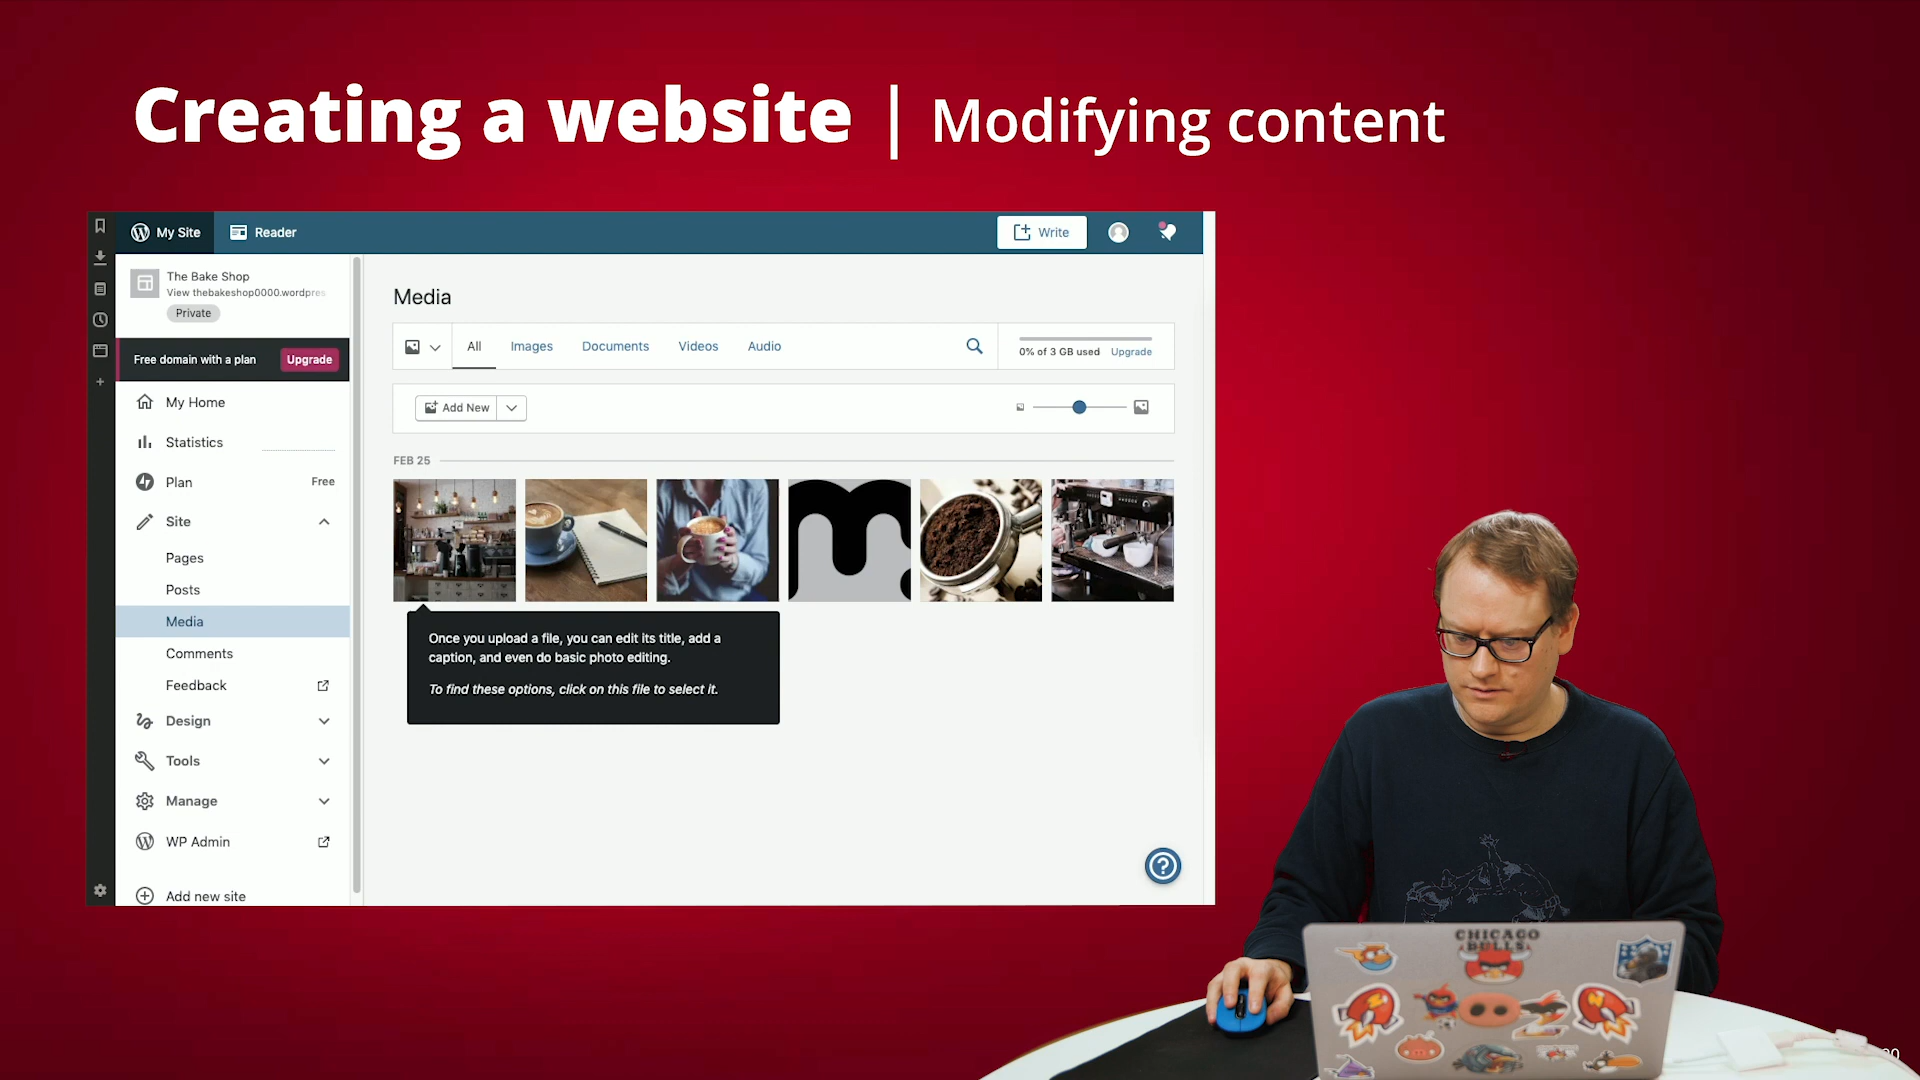 Creating a website | Modifying content
My Site
Reader
Write
The Bake Shop
View thebakeshop0000.wordpres
Private
Free domain with a plan
Upgrade
My Home
Statistics
Plan
Free
Site
Pages
Posts
Media
Comments
Feedback
Design
Tools
Manage
WP Admin
Add new site
Media
All
Images
Documents
Videos
Audio
0% of 3 GB used
Upgrade
Add New
FEB 25
Once you upload a file, you can edit its title, add a
caption, and even do basic photo editing.
To find these options, click on this file to select it.
CHICAGO
BULLS